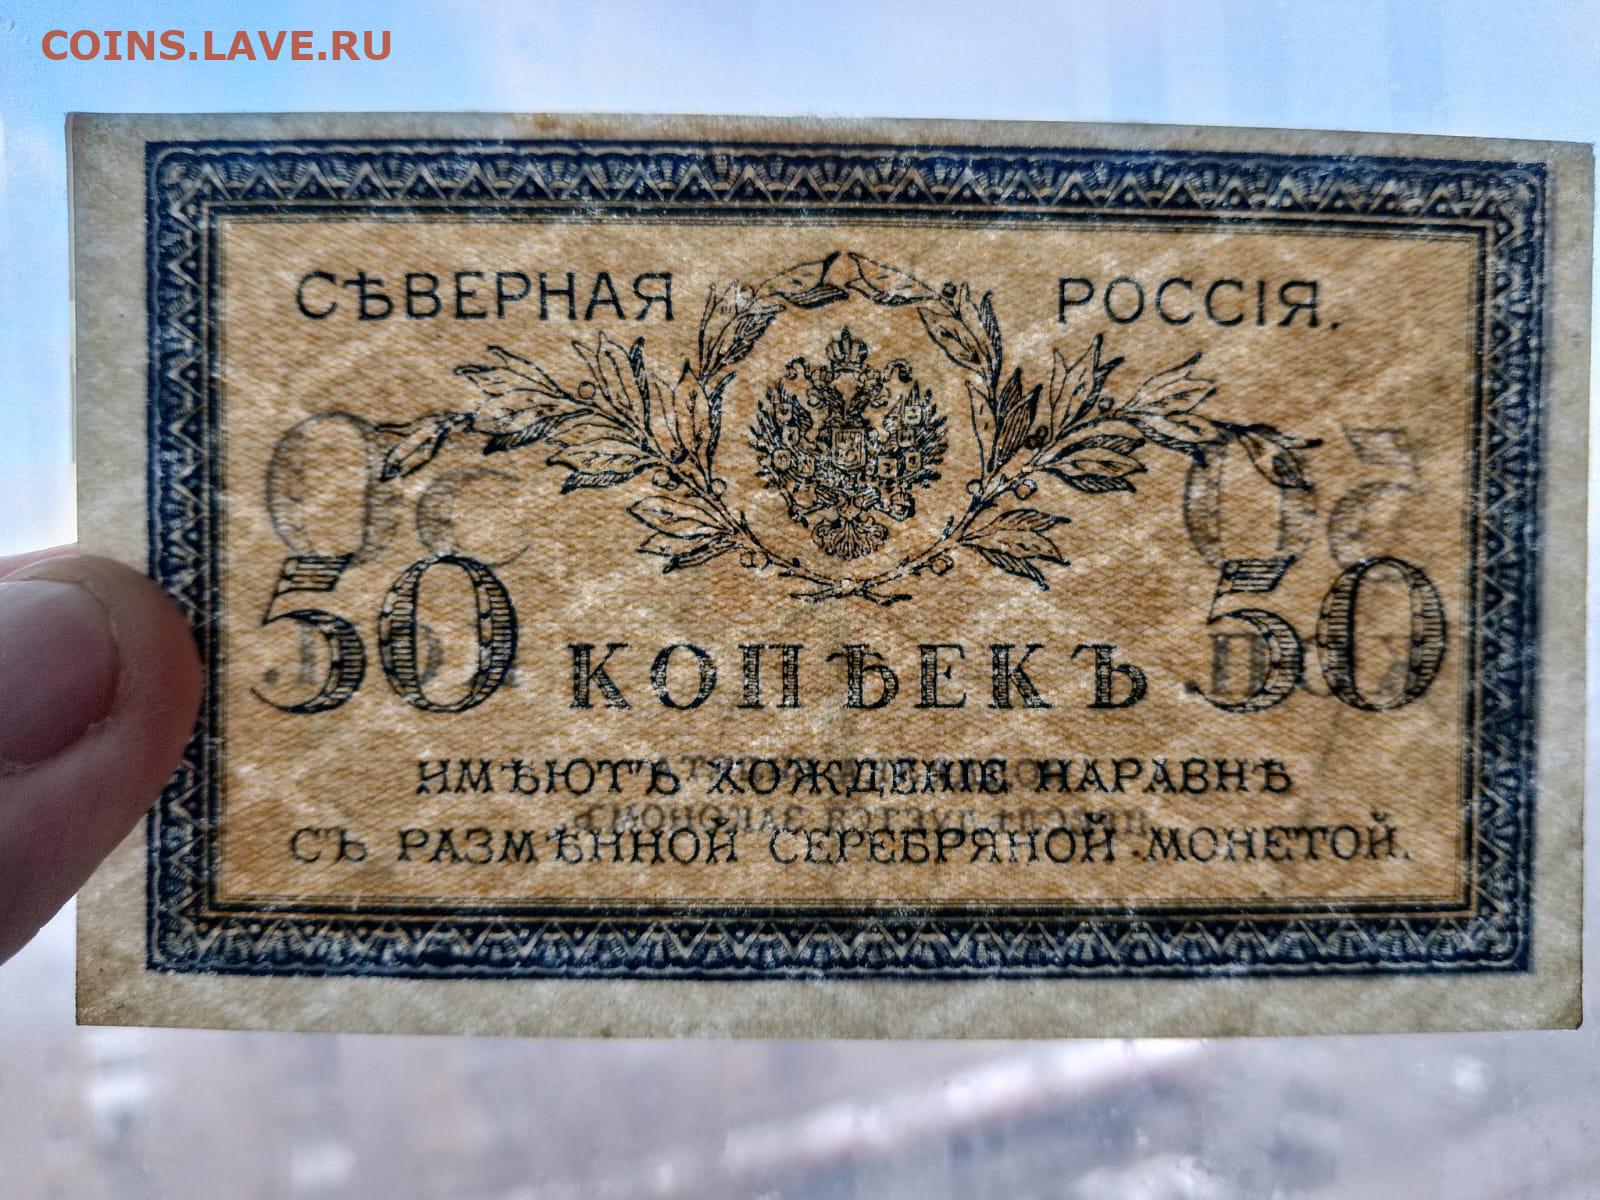 COINS.LAVE.RU
СѢВЕРНАЯ РОССІЯ.
50 КОПѢЕКЪ 50
ИМѢЮТЪ ХОЖДЕНІЕ НАРАВНѢ
СЪ РАЗМѢННОЙ СЕРЕБРЯНОЙ МОНЕТОЙ.